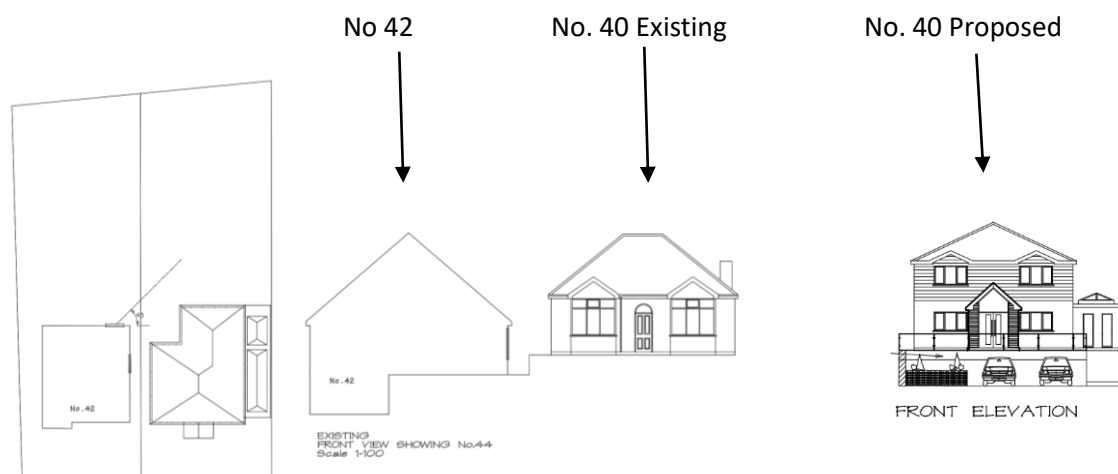 No 42
No. 40 Existing
No. 40 Proposed
No.42
No.42
EXISTING
FRONT VIEW SHOWING No.44
Scale 1-100
FRONT ELEVATION